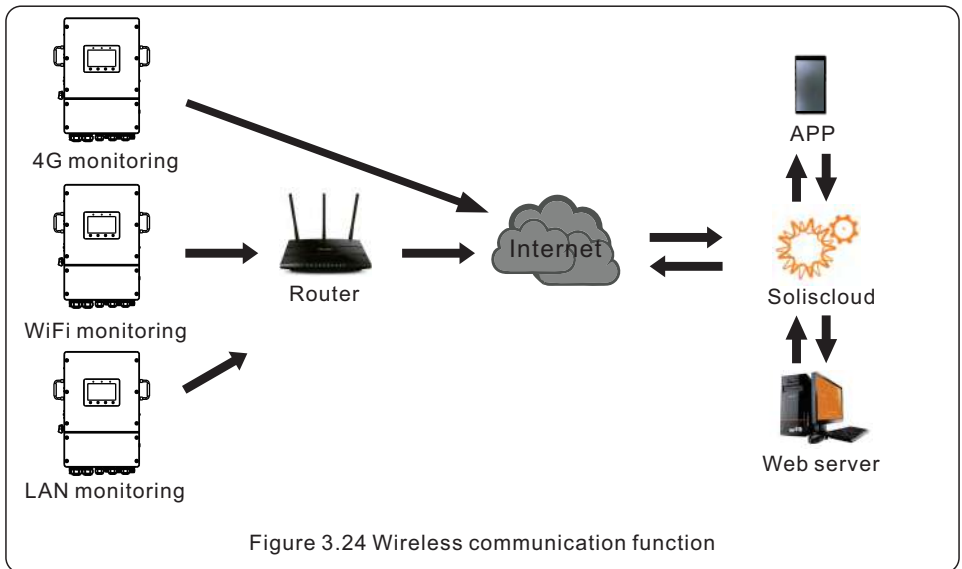 4G monitoring
WiFi monitoring
LAN monitoring
Router
Internet
APP
Soliscloud
Web server
Figure 3.24 Wireless communication function